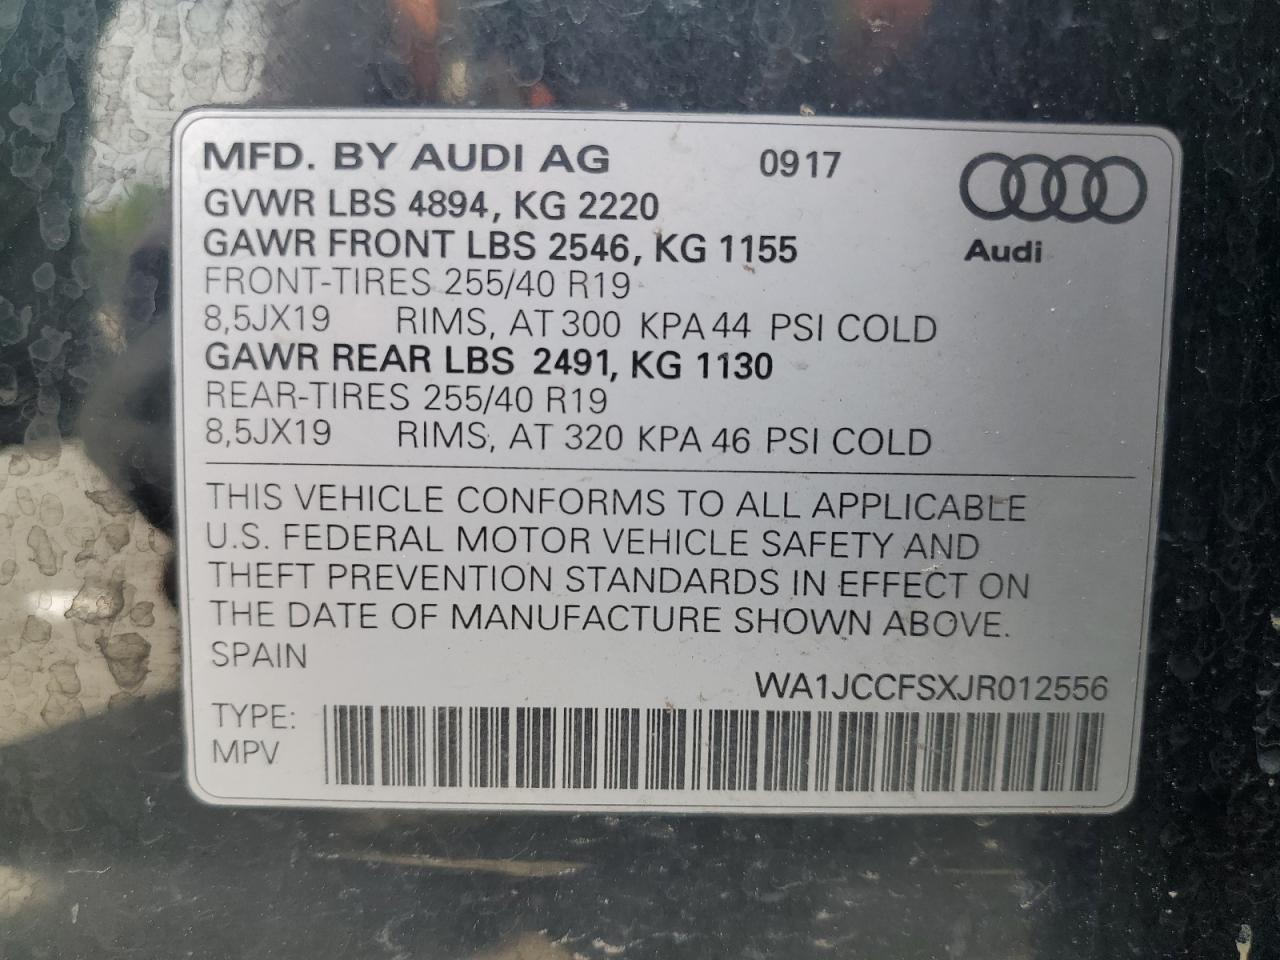 MFD. BY AUDI AG 0917
GVWR LBS 4894, KG 2220
GAWR FRONT LBS 2546, KG 1155
Audi
FRONT-TIRES 255/40 R19
8,5JX19 RIMS, AT 300 KPA 44 PSI COLD
GAWR REAR LBS 2491, KG 1130
REAR-TIRES 255/40 R19
8,5JX19 RIMS, AT 320 KPA 46 PSI COLD
THIS VEHICLE CONFORMS TO ALL APPLICABLE
U.S. FEDERAL MOTOR VEHICLE SAFETY AND
THEFT PREVENTION STANDARDS IN EFFECT ON
THE DATE OF MANUFACTURE SHOWN ABOVE.
SPAIN
WA1JCCFSXJR012556
TYPE:
MPV